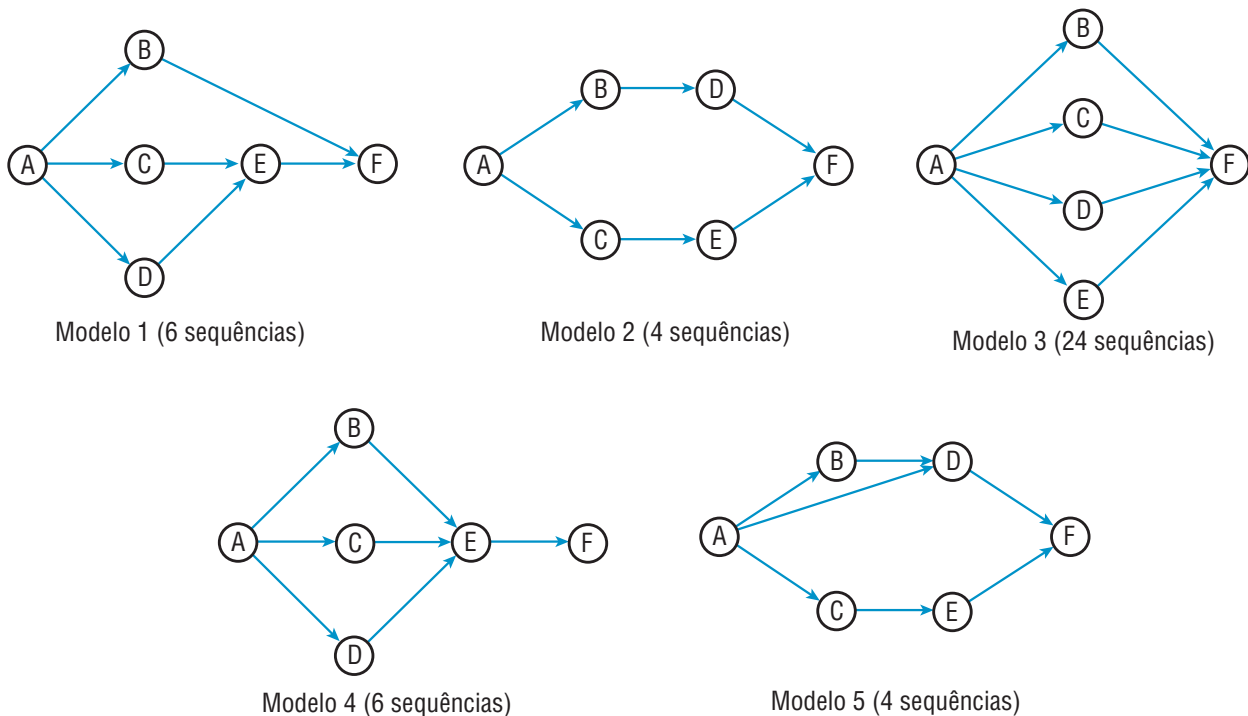 B
A C E F
D
Modelo 1 (6 sequências)
B D
A F
C E
Modelo 2 (4 sequências)
B
C
A F
D
E
Modelo 3 (24 sequências)
B
A C E F
D
Modelo 4 (6 sequências)
B D
A F
C E
Modelo 5 (4 sequências)